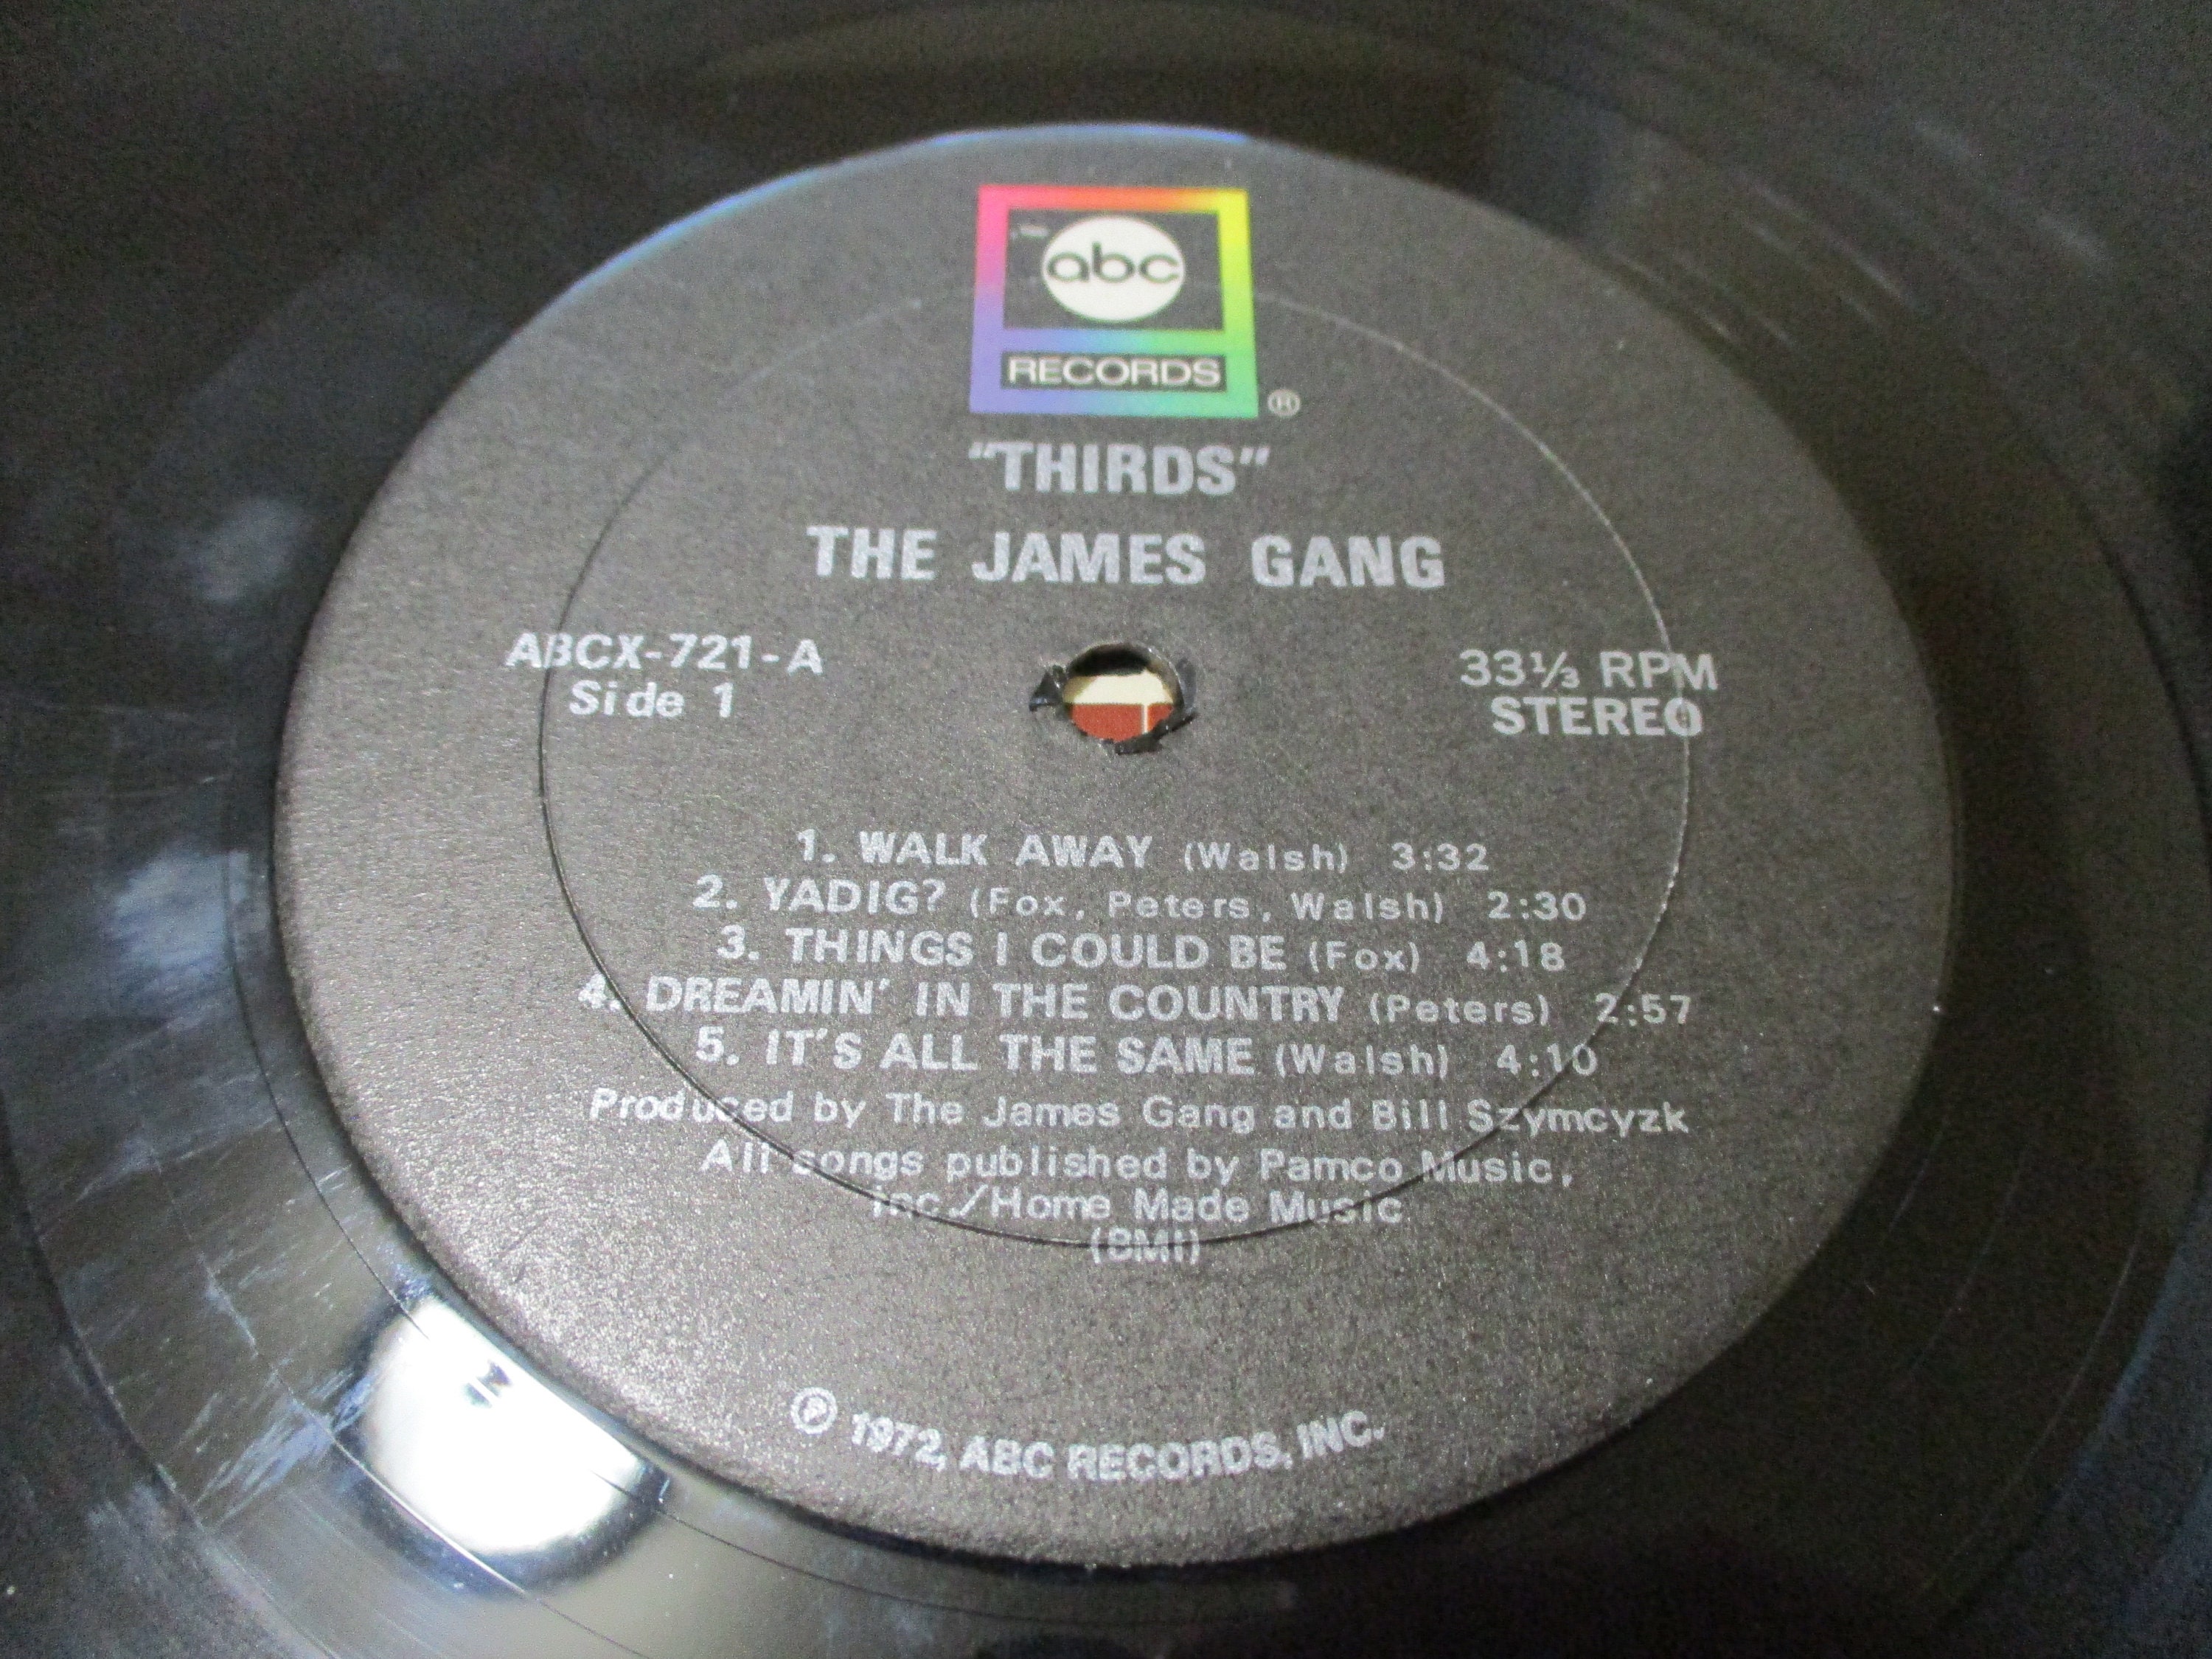 abc
RECORDS
®
"THIRDS"
THE JAMES GANG
ABCX-721-A
Side 1
33⅓ RPM
STEREO
1. WALK AWAY (Walsh) 3:32
2. YADIG? (Fox, Peters, Walsh) 2:30
3. THINGS I COULD BE (Fox) 4:18
4. DREAMIN' IN THE COUNTRY (Peters) 2:57
5. IT'S ALL THE SAME (Walsh) 4:10
Produced by The James Gang and Bill Szymcyzk
All songs published by Pamco Music,
Inc./Home Made Music
(BMI)
℗ 1972, ABC RECORDS, INC.